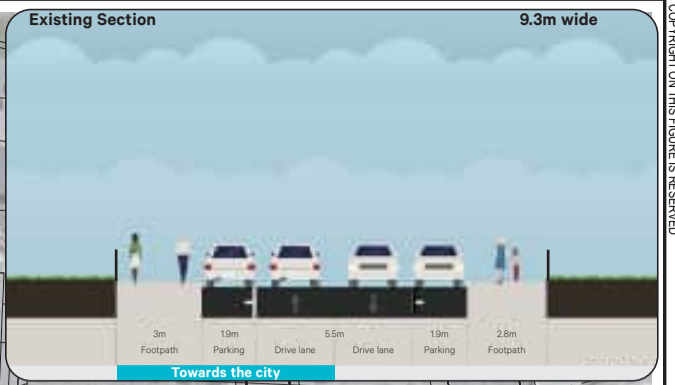 Existing Section 9.3m wide
3m 1.9m 5.5m 1.9m 2.8m
Footpath Parking Drive lane Drive lane Parking Footpath
Towards the city
COPYRIGHT ON THIS FIGURE IS RESERVED